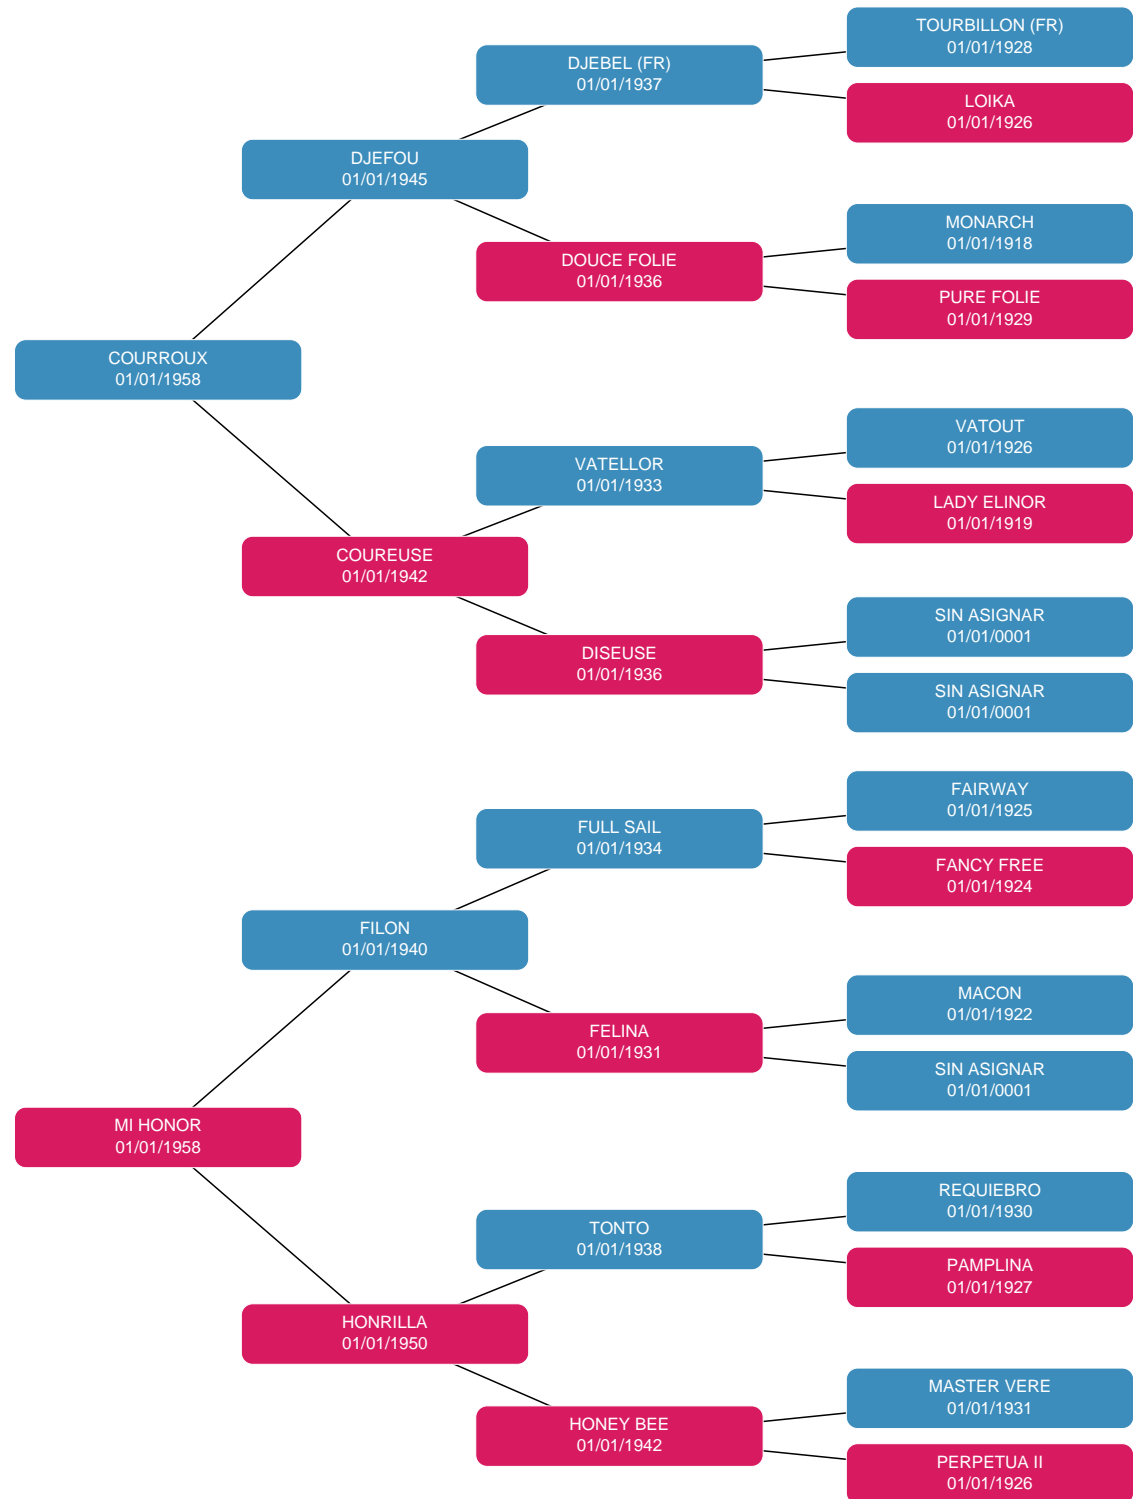 TOURBILLON (FR)
01/01/1928
DJEBEL (FR)
01/01/1937
LOIKA
01/01/1926
DJEFOU
01/01/1945
MONARCH
01/01/1918
DOUCE FOLIE
01/01/1936
PURE FOLIE
01/01/1929
COURROUX
01/01/1958
VATOUT
01/01/1926
VATELLOR
01/01/1933
LADY ELINOR
01/01/1919
COUREUSE
01/01/1942
SIN ASIGNAR
01/01/0001
DISEUSE
01/01/1936
SIN ASIGNAR
01/01/0001
FAIRWAY
01/01/1925
FULL SAIL
01/01/1934
FANCY FREE
01/01/1924
FILON
01/01/1940
MACON
01/01/1922
FELINA
01/01/1931
SIN ASIGNAR
01/01/0001
MI HONOR
01/01/1958
REQUIEBRO
01/01/1930
TONTO
01/01/1938
PAMPLINA
01/01/1927
HONRILLA
01/01/1950
MASTER VERE
01/01/1931
HONEY BEE
01/01/1942
PERPETUA II
01/01/1926